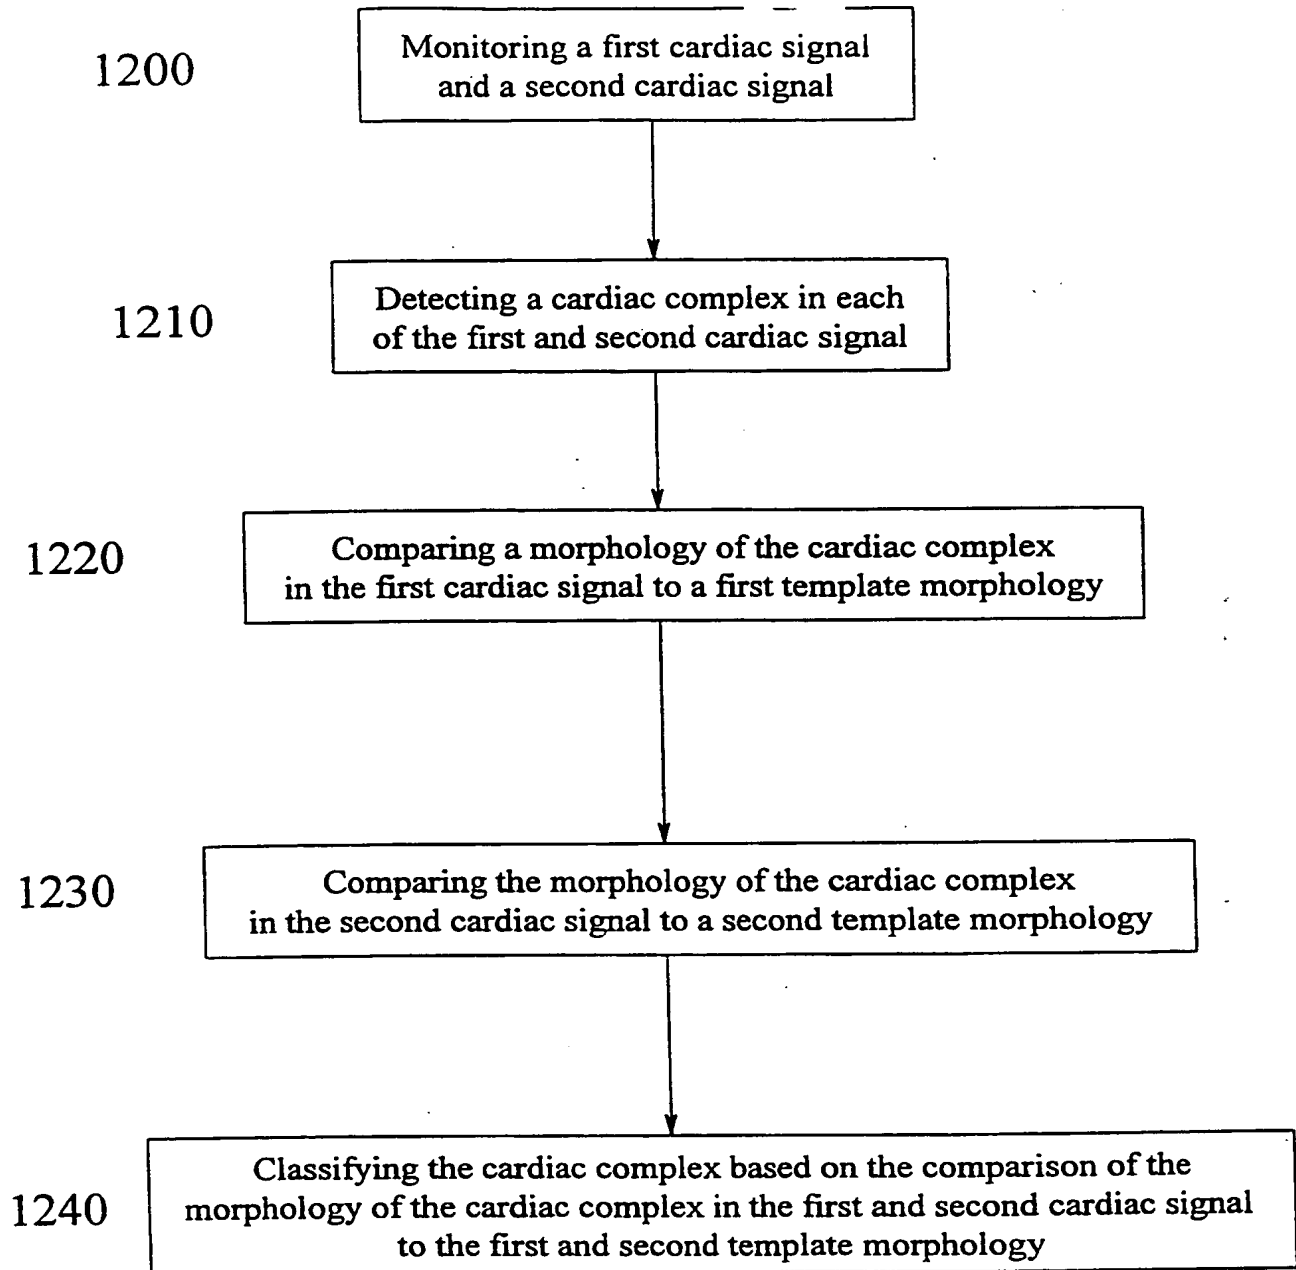 1200
Monitoring a first cardiac signal
and a second cardiac signal
1210
Detecting a cardiac complex in each
of the first and second cardiac signal
1220
Comparing a morphology of the cardiac complex
in the first cardiac signal to a first template morphology
1230
Comparing the morphology of the cardiac complex
in the second cardiac signal to a second template morphology
1240
Classifying the cardiac complex based on the comparison of the
morphology of the cardiac complex in the first and second cardiac signal
to the first and second template morphology